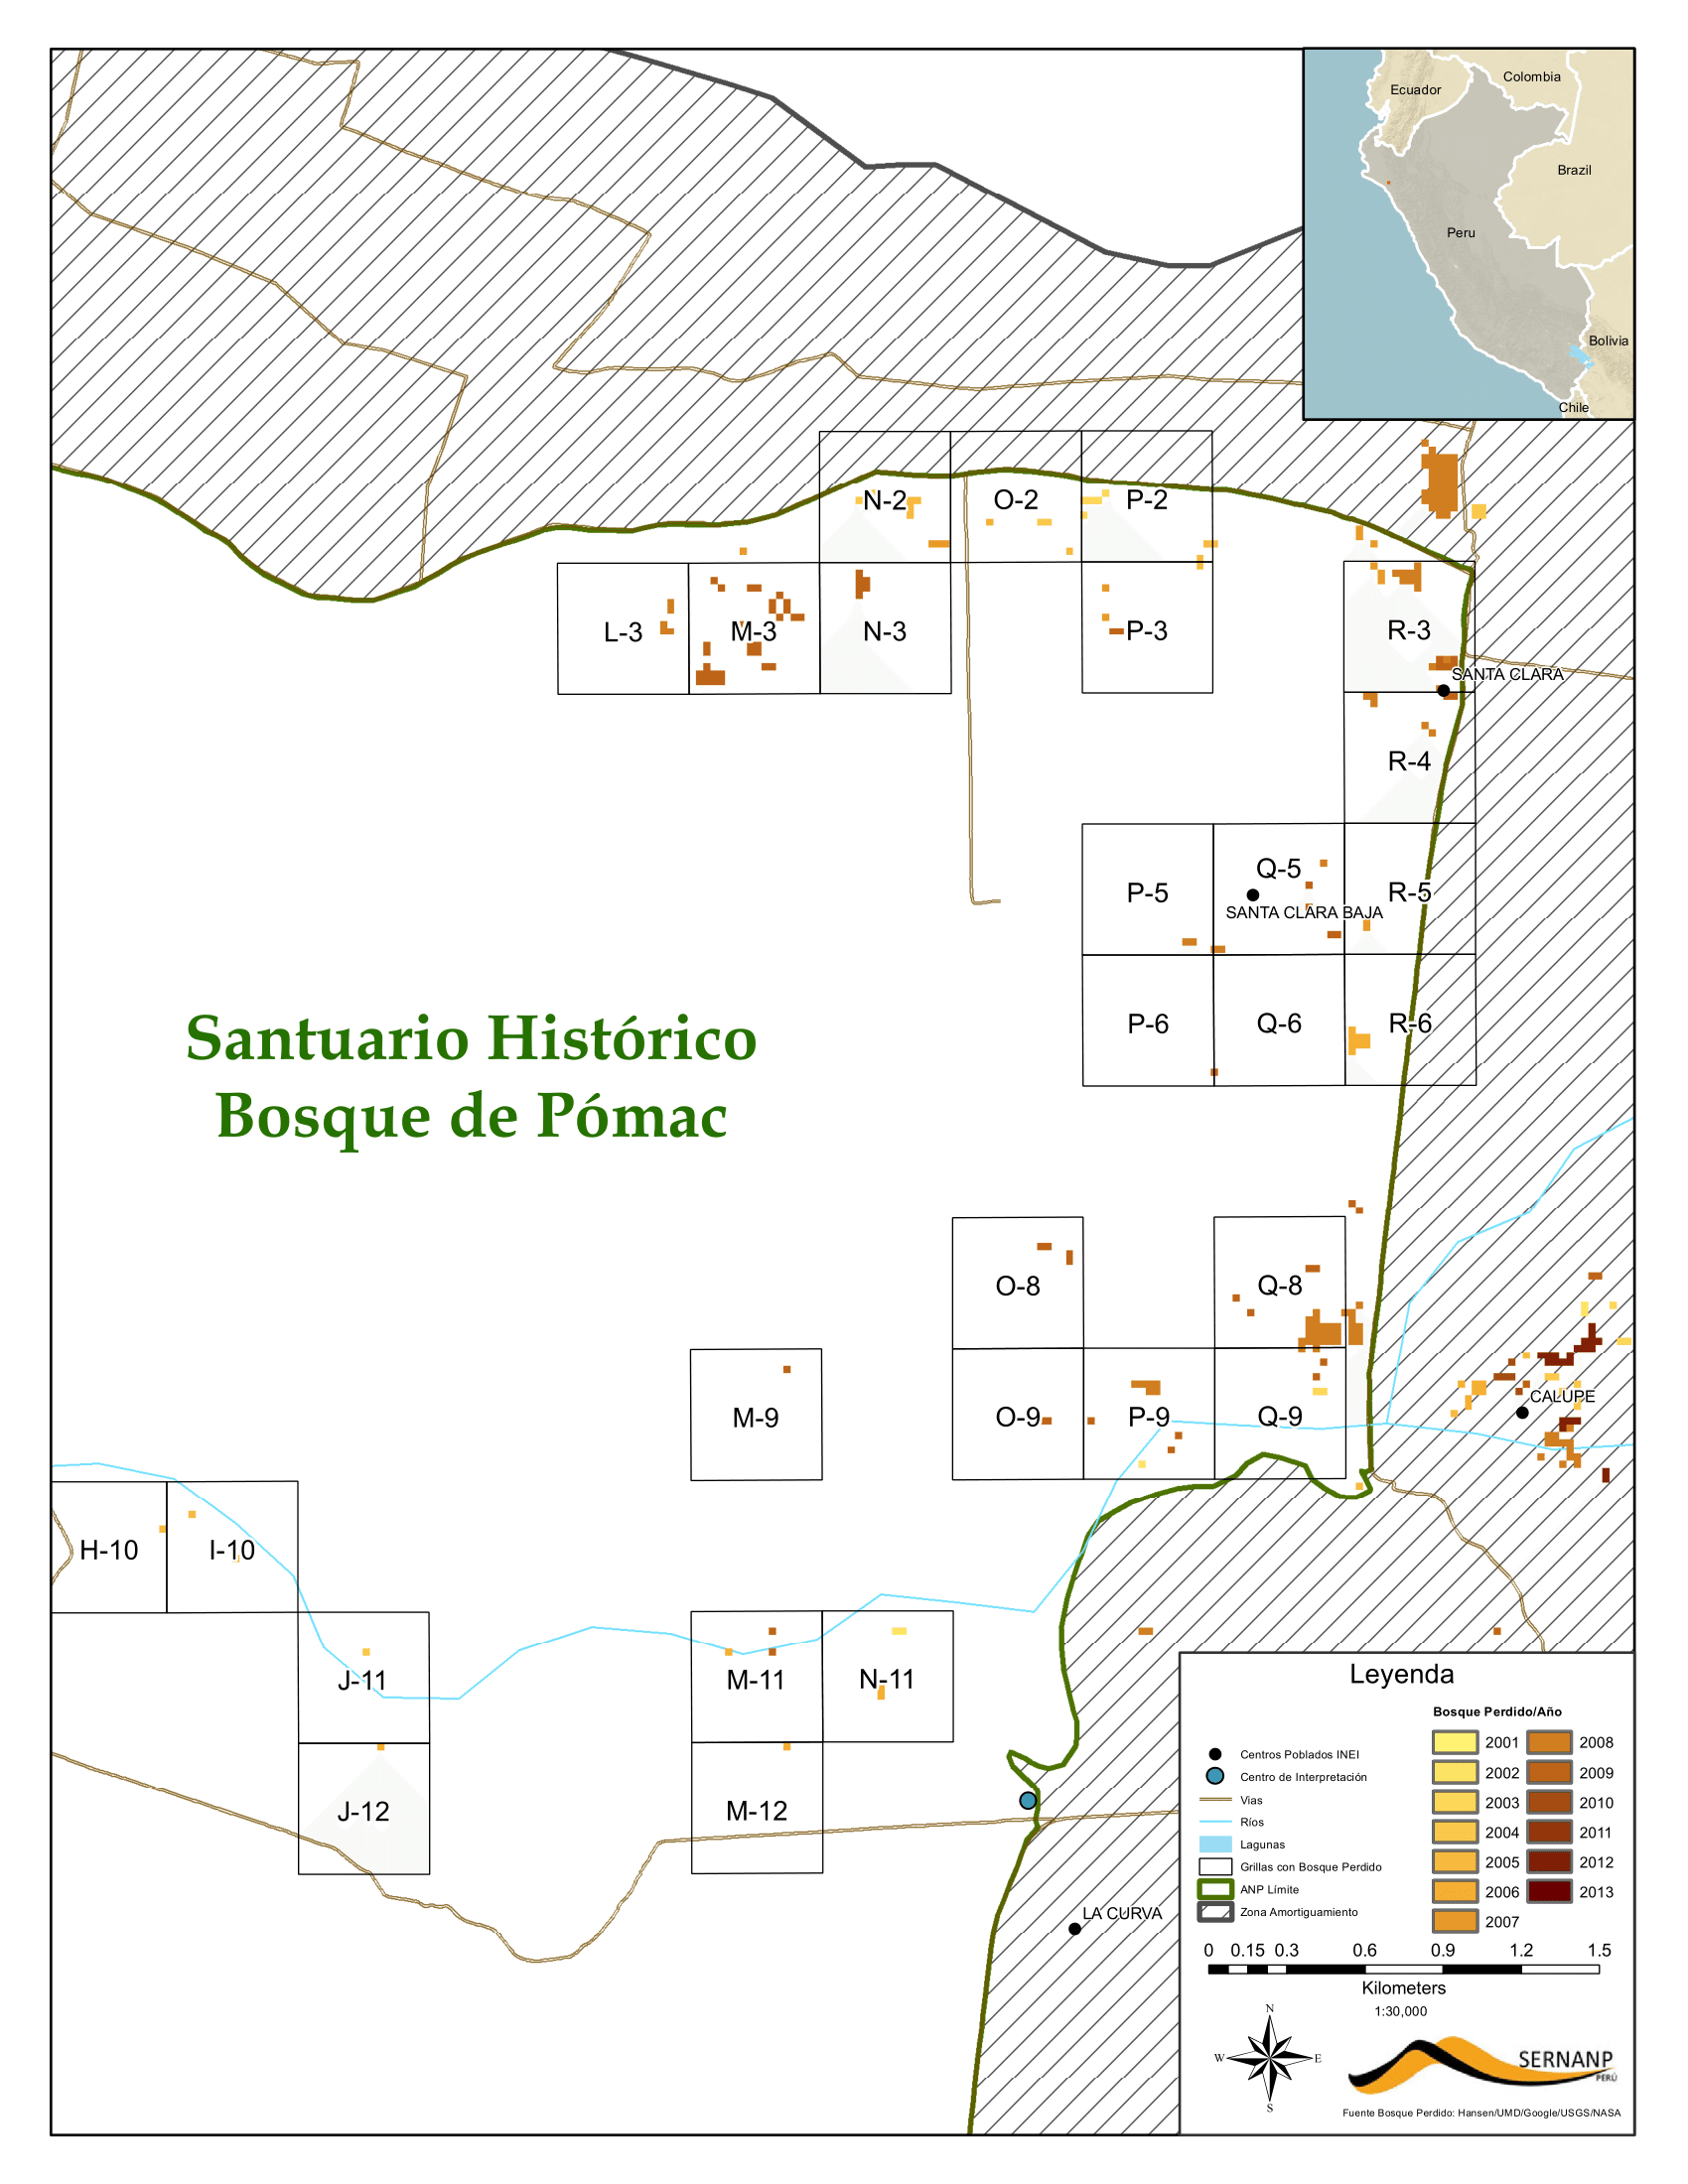 Ecuador
Colombia
Brazil
Peru
Bolivia
Chile
N-2
O-2
P-2
L-3
M-3
N-3
P-3
R-3
SANTA CLARA
R-4
P-5
Q-5
R-5
SANTA CLARA BAJA
P-6
Q-6
R-6
Santuario Histórico
Bosque de Pómac
O-8
Q-8
M-9
O-9
P-9
Q-9
CALUPE
H-10
I-10
J-11
M-11
N-11
J-12
M-12
LA CURVA
Leyenda
Bosque Perdido/Año
2001
2002
2003
2004
2005
2006
2007
2008
2009
2010
2011
2012
2013
Centros Poblados INEI
Centro de Interpretación
Vias
Ríos
Lagunas
Grillas con Bosque Perdido
ANP Límite
Zona Amortiguamiento
0 0.15 0.3 0.6 0.9 1.2 1.5
Kilometers
1:30,000
N
W E
S
SERNANP
PERÚ
Fuente Bosque Perdido: Hansen/UMD/Google/USGS/NASA